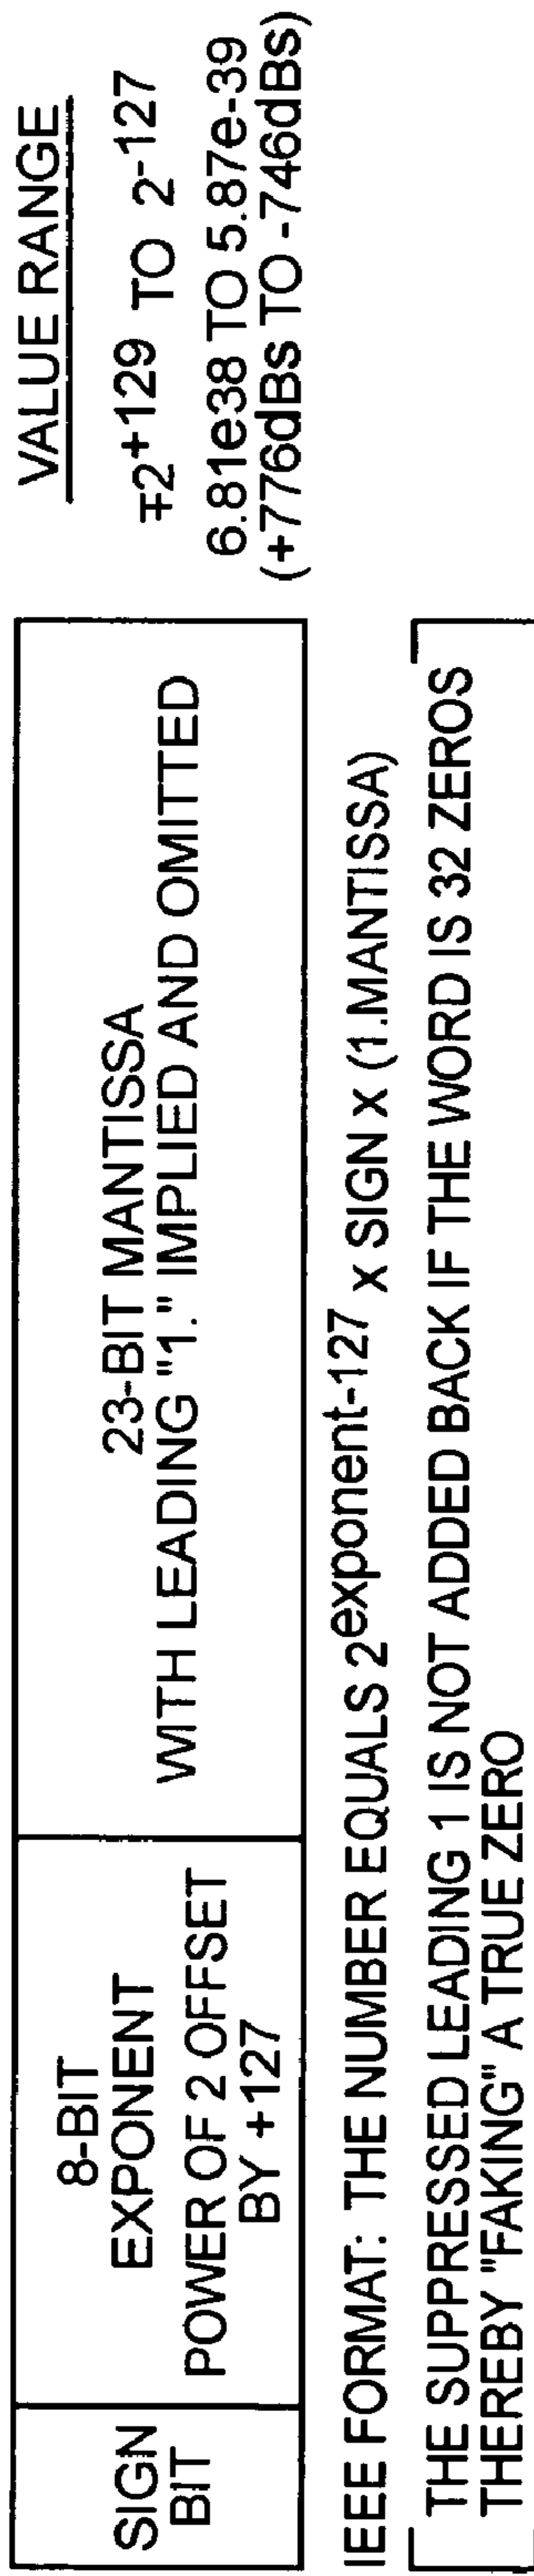 SIGN
BIT
8-BIT
EXPONENT
POWER OF 2 OFFSET
BY +127
23-BIT MANTISSA
WITH LEADING "1." IMPLIED AND OMITTED
VALUE RANGE
∓2+129 TO 2-127
6.81e38 TO 5.87e-39
(+776dBs TO -746dBs)
IEEE FORMAT: THE NUMBER EQUALS 2exponent-127 x SIGN x (1.MANTISSA)
THE SUPPRESSED LEADING 1 IS NOT ADDED BACK IF THE WORD IS 32 ZEROS
THEREBY "FAKING" A TRUE ZERO